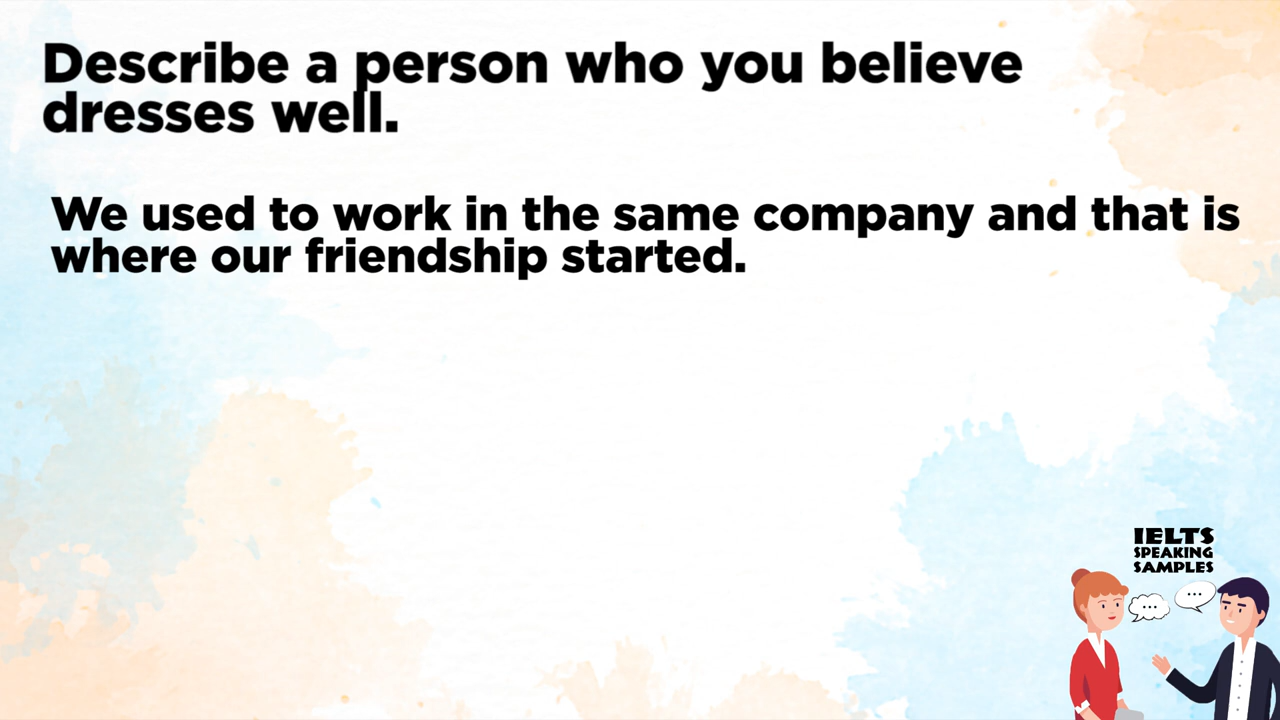 Describe a person who you believe
dresses well.
We used to work in the same company and that is
where our friendship started.
IELTS
SPEAKING
SAMPLES